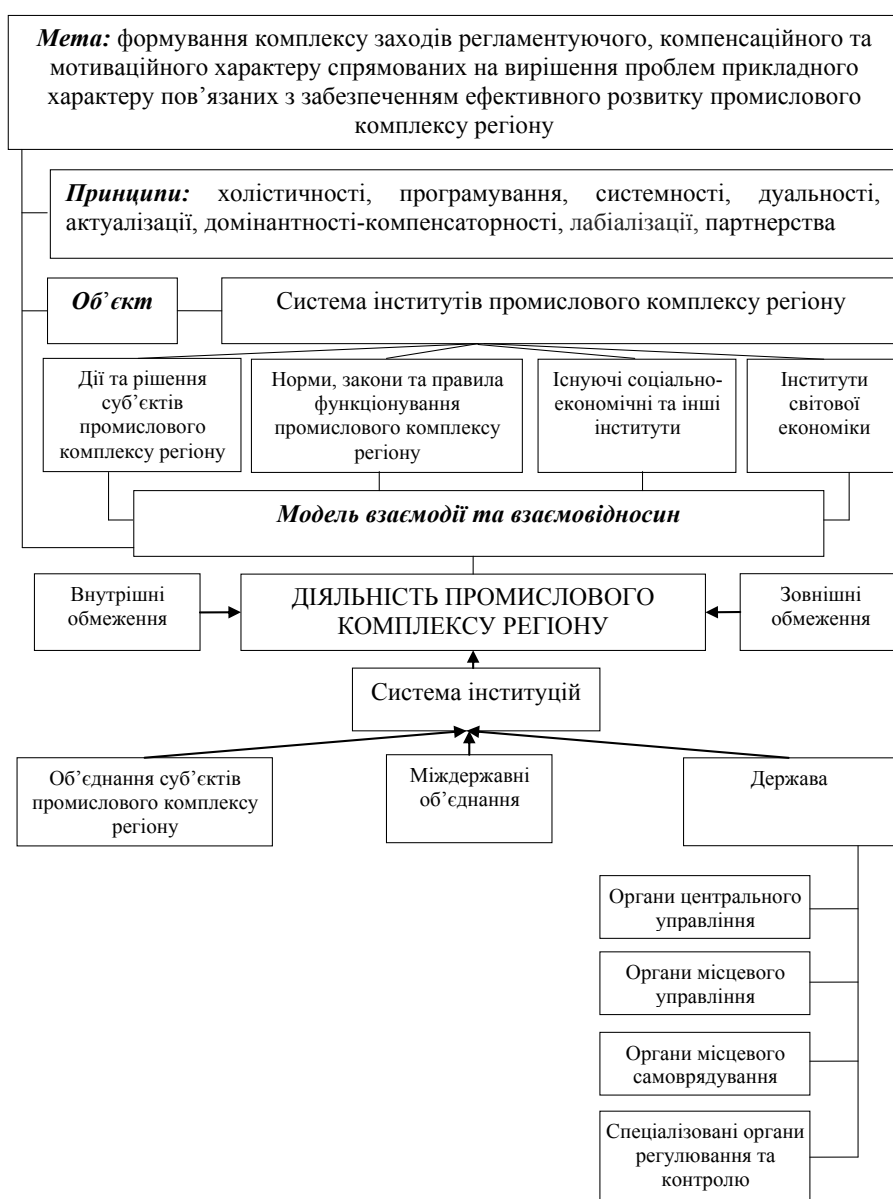 Мета: формування комплексу заходів регламентуючого, компенсаційного та
мотиваційного характеру спрямованих на вирішення проблем прикладного
характеру пов’язаних з забезпеченням ефективного розвитку промислового
комплексу регіону
Принципи: холістичності, програмування, системності, дуальності,
актуалізації, домінантності-компенсаторності, лабіалізації, партнерства
Об’єкт
Система інститутів промислового комплексу регіону
Дії та рішення
суб’єктів
промислового
комплексу регіону
Норми, закони та правила
функціонування
промислового комплексу
регіону
Існуючі соціально-
економічні та інші
інститути
Інститути
світової
економіки
Модель взаємодії та взаємовідносин
Внутрішні
обмеження
ДІЯЛЬНІСТЬ ПРОМИСЛОВОГО
КОМПЛЕКСУ РЕГІОНУ
Зовнішні
обмеження
Система інституцій
Об’єднання суб’єктів
промислового комплексу
регіону
Міждержавні
об’єднання
Держава
Органи центрального
управління
Органи місцевого
управління
Органи місцевого
самоврядування
Спеціалізовані органи
регулювання та
контролю